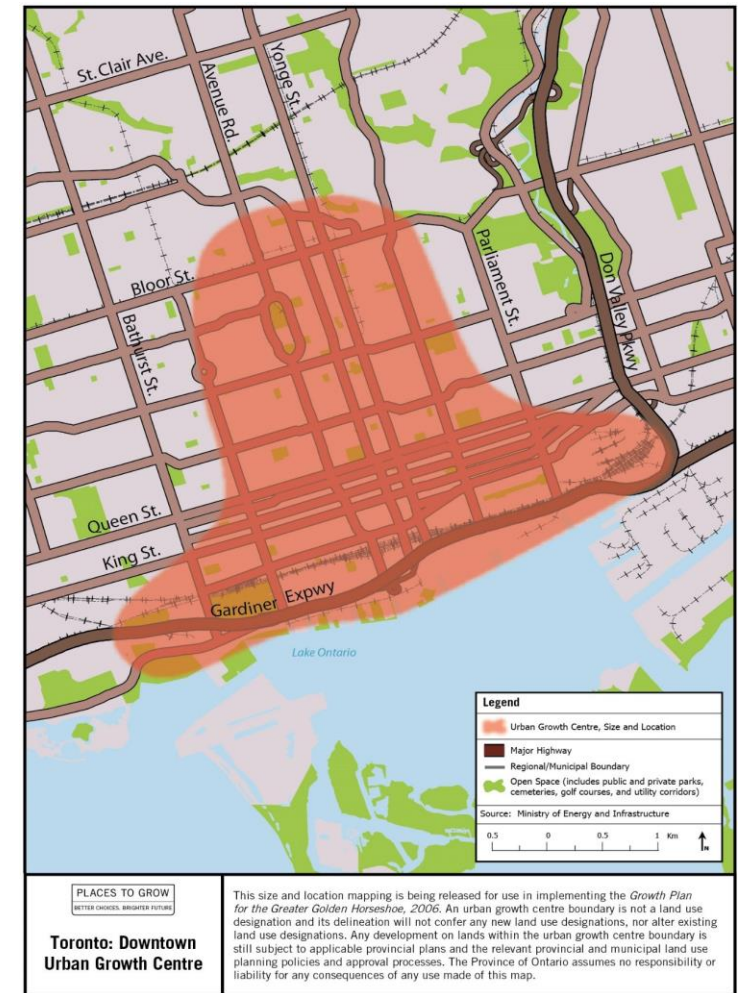 St. Clair Ave.
Avenue Rd.
Yonge St.
Bloor St.
Bathurst St.
Parliament St.
Don Valley Pkwy
Queen St.
King St.
Gardiner Expwy
Lake Ontario
Legend
Urban Growth Centre, Size and Location
Major Highway
Regional/Municipal Boundary
Open Space (includes public and private parks,
cemeteries, golf courses, and utility corridors)
Source: Ministry of Energy and Infrastructure
0.5 0 0.5 1 Km
N
PLACES TO GROW
BETTER CHOICES. BRIGHTER FUTURE.
Toronto: Downtown
Urban Growth Centre
This size and location mapping is being released for use in implementing the Growth Plan
for the Greater Golden Horseshoe, 2006. An urban growth centre boundary is not a land use
designation and its delineation will not confer any new land use designations, nor alter existing
land use designations. Any development on lands within the urban growth centre boundary is
still subject to applicable provincial plans and the relevant provincial and municipal land use
planning policies and approval processes. The Province of Ontario assumes no responsibility or
liability for any consequences of any use made of this map.